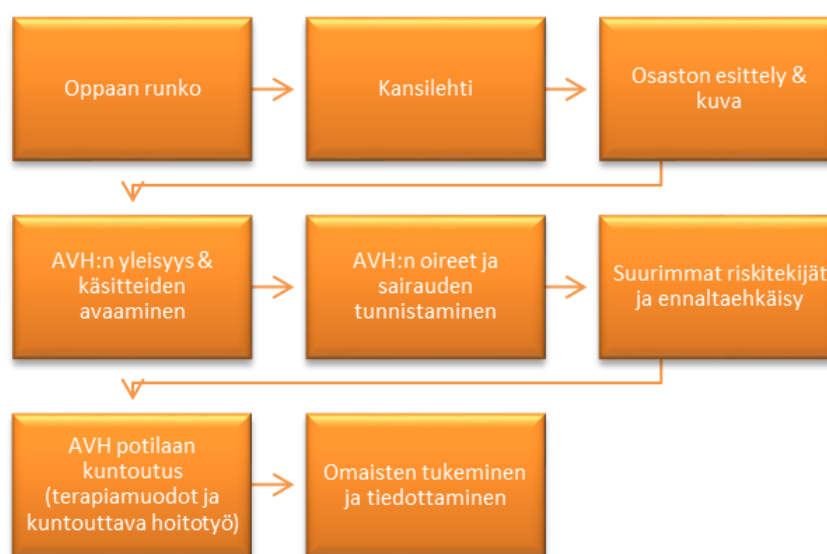 Oppaan runko
Kansilehti
Osaston esittely &
kuva
AVH:n yleisyys &
käsitteiden
avaaminen
AVH:n oireet ja
sairauden
tunnistaminen
Suurimmat riskitekijät
ja ennaltaehkäisy
AVH potilaan
kuntoutus
(terapiamuodot ja
kuntouttava hoitotyö)
Omaisten tukeminen
ja tiedottaminen